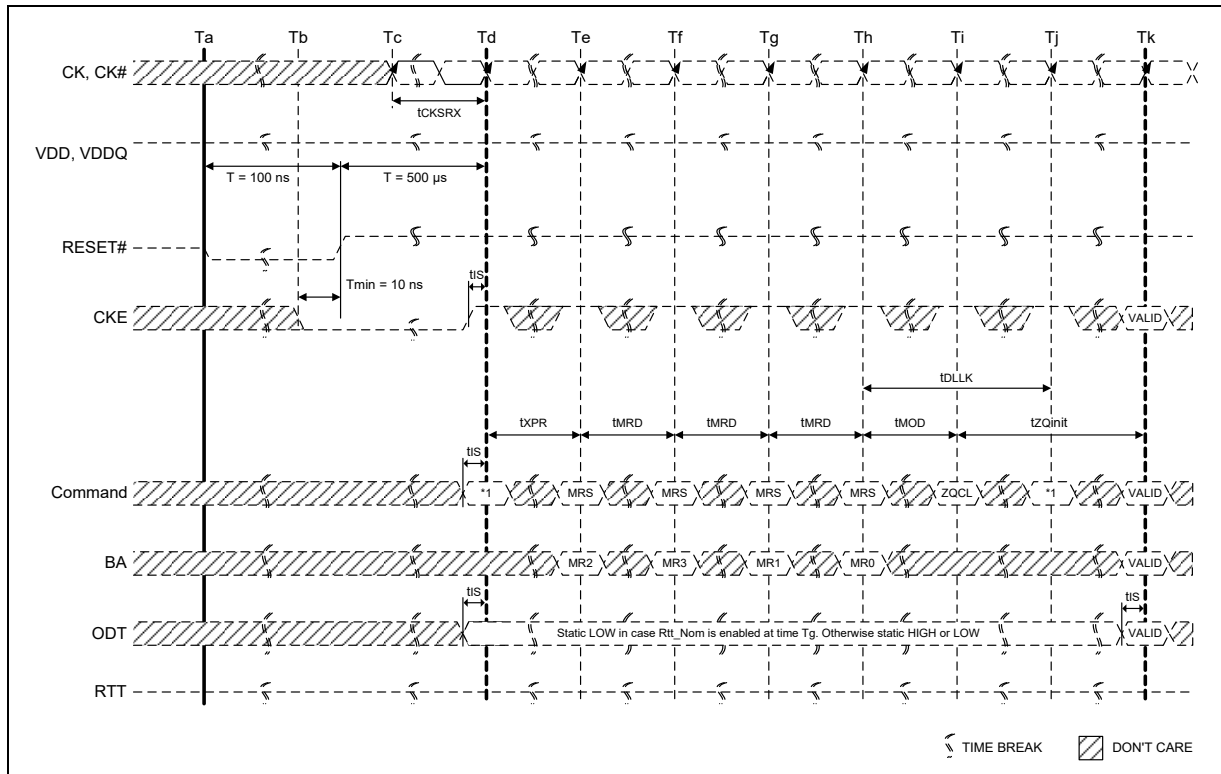 Ta Tb Tc Td Te Tf Tg Th Ti Tj Tk
CK, CK#
tCKSRX
VDD, VDDQ
T = 100 ns T = 500 µs
RESET#
tIS
Tmin = 10 ns
CKE
VALID
tDLLK
tXPR tMRD tMRD tMRD tMOD tZQinit
tIS
Command *1 MRS MRS MRS MRS ZQCL *1 VALID
BA MR2 MR3 MR1 MR0 VALID
tIS tIS
ODT Static LOW in case Rtt_Nom is enabled at time Tg. Otherwise static HIGH or LOW VALID
RTT
TIME BREAK DON'T CARE